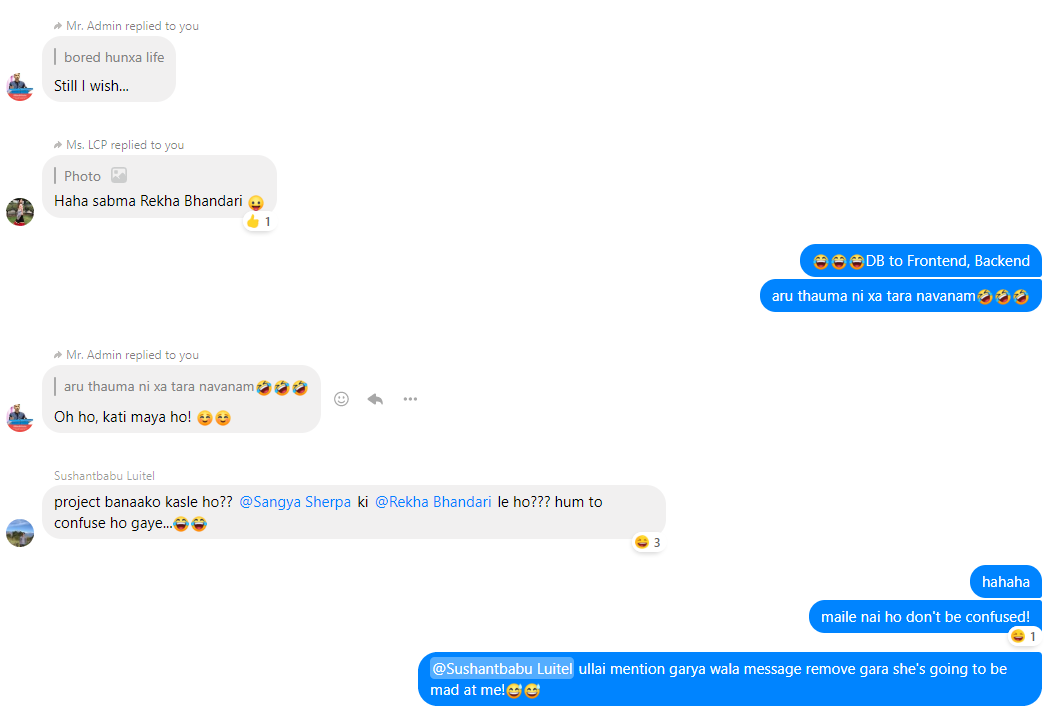 Mr. Admin replied to you
bored hunxa life
Still I wish...
Ms. LCP replied to you
Photo
Haha sabma Rekha Bhandari 😛
👍 1
😂😂😂DB to Frontend, Backend
aru thauma ni xa tara navanam🤣🤣🤣
Mr. Admin replied to you
aru thauma ni xa tara navanam🤣🤣🤣
Oh ho, kati maya ho! ☺️☺️
Sushantbabu Luitel
project banaako kasle ho?? @Sangya Sherpa ki @Rekha Bhandari le ho??? hum to
confuse ho gaye...😂😂
😆 3
hahaha
maile nai ho don't be confused!
😆 1
@Sushantbabu Luitel ullai mention garya wala message remove gara she's going to be
mad at me!😅😅